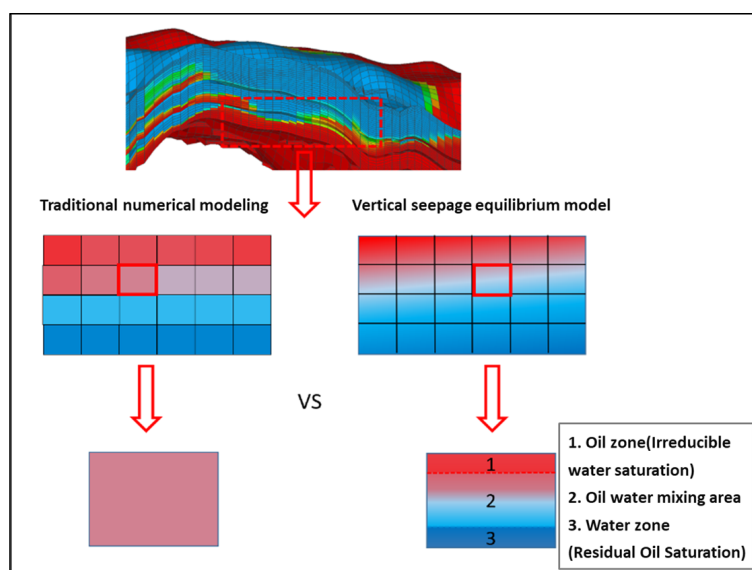 Traditional numerical modeling
Vertical seepage equilibrium model
VS
1
2
3
1. Oil zone(Irreducible
water saturation)
2. Oil water mixing area
3. Water zone
(Residual Oil Saturation)